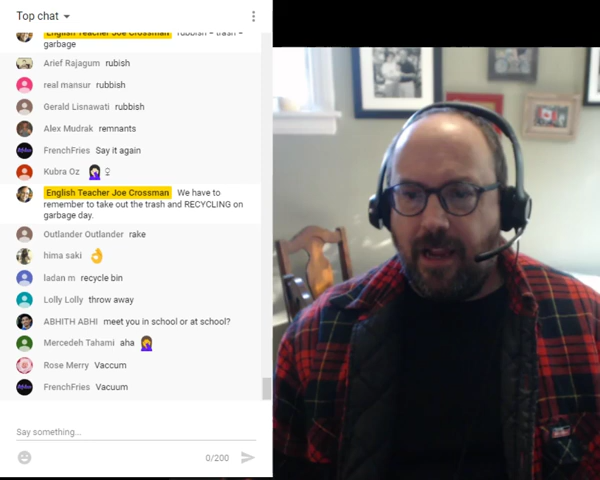 Top chat
English Teacher Joe Crossman rubbish = trash =
garbage
Arief Rajagum rubish
real mansur rubbish
Gerald Lisnawati rubbish
Alex Mudrak remnants
FrenchFries Say it again
Kubra Oz
English Teacher Joe Crossman We have to
remember to take out the trash and RECYCLING on
garbage day.
Outlander Outlander rake
hima saki
ladan m recycle bin
Lolly Lolly throw away
ABHITH ABHI meet you in school or at school?
Mercedeh Tahami aha
Rose Merry Vaccum
FrenchFries Vacuum
Say something...
0/200